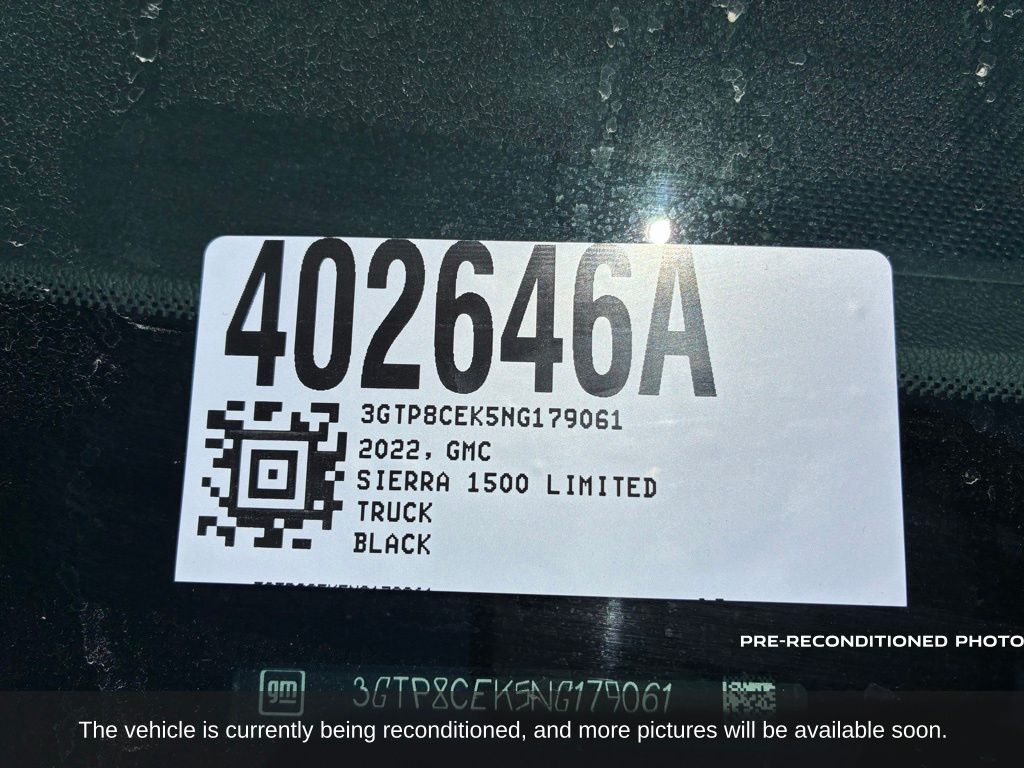 402646A
3GTP8CEK5NG179061
2022, GMC
SIERRA 1500 LIMITED
TRUCK
BLACK
PRE-RECONDITIONED PHOTO
gm 3GTP8CEK5NG179061
The vehicle is currently being reconditioned, and more pictures will be available soon.